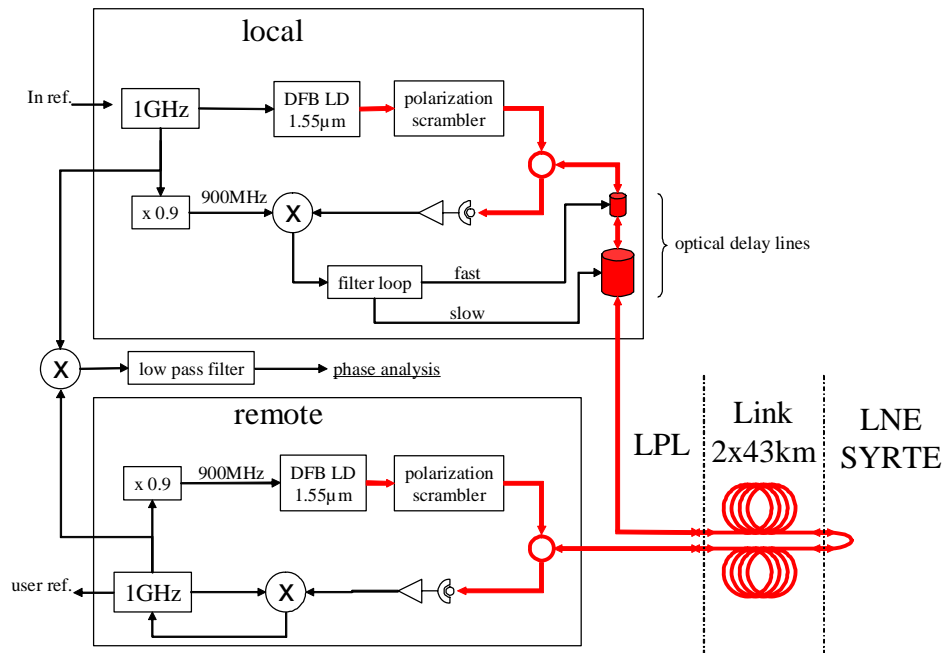 local
In ref.
1GHz
DFB LD
1.55µm
polarization
scrambler
x 0.9
900MHz
X
optical delay lines
filter loop
fast
slow
X
low pass filter
phase analysis
remote
LPL
Link
2x43km
LNE
SYRTE
x 0.9
900MHz
DFB LD
1.55µm
polarization
scrambler
user ref.
1GHz
X